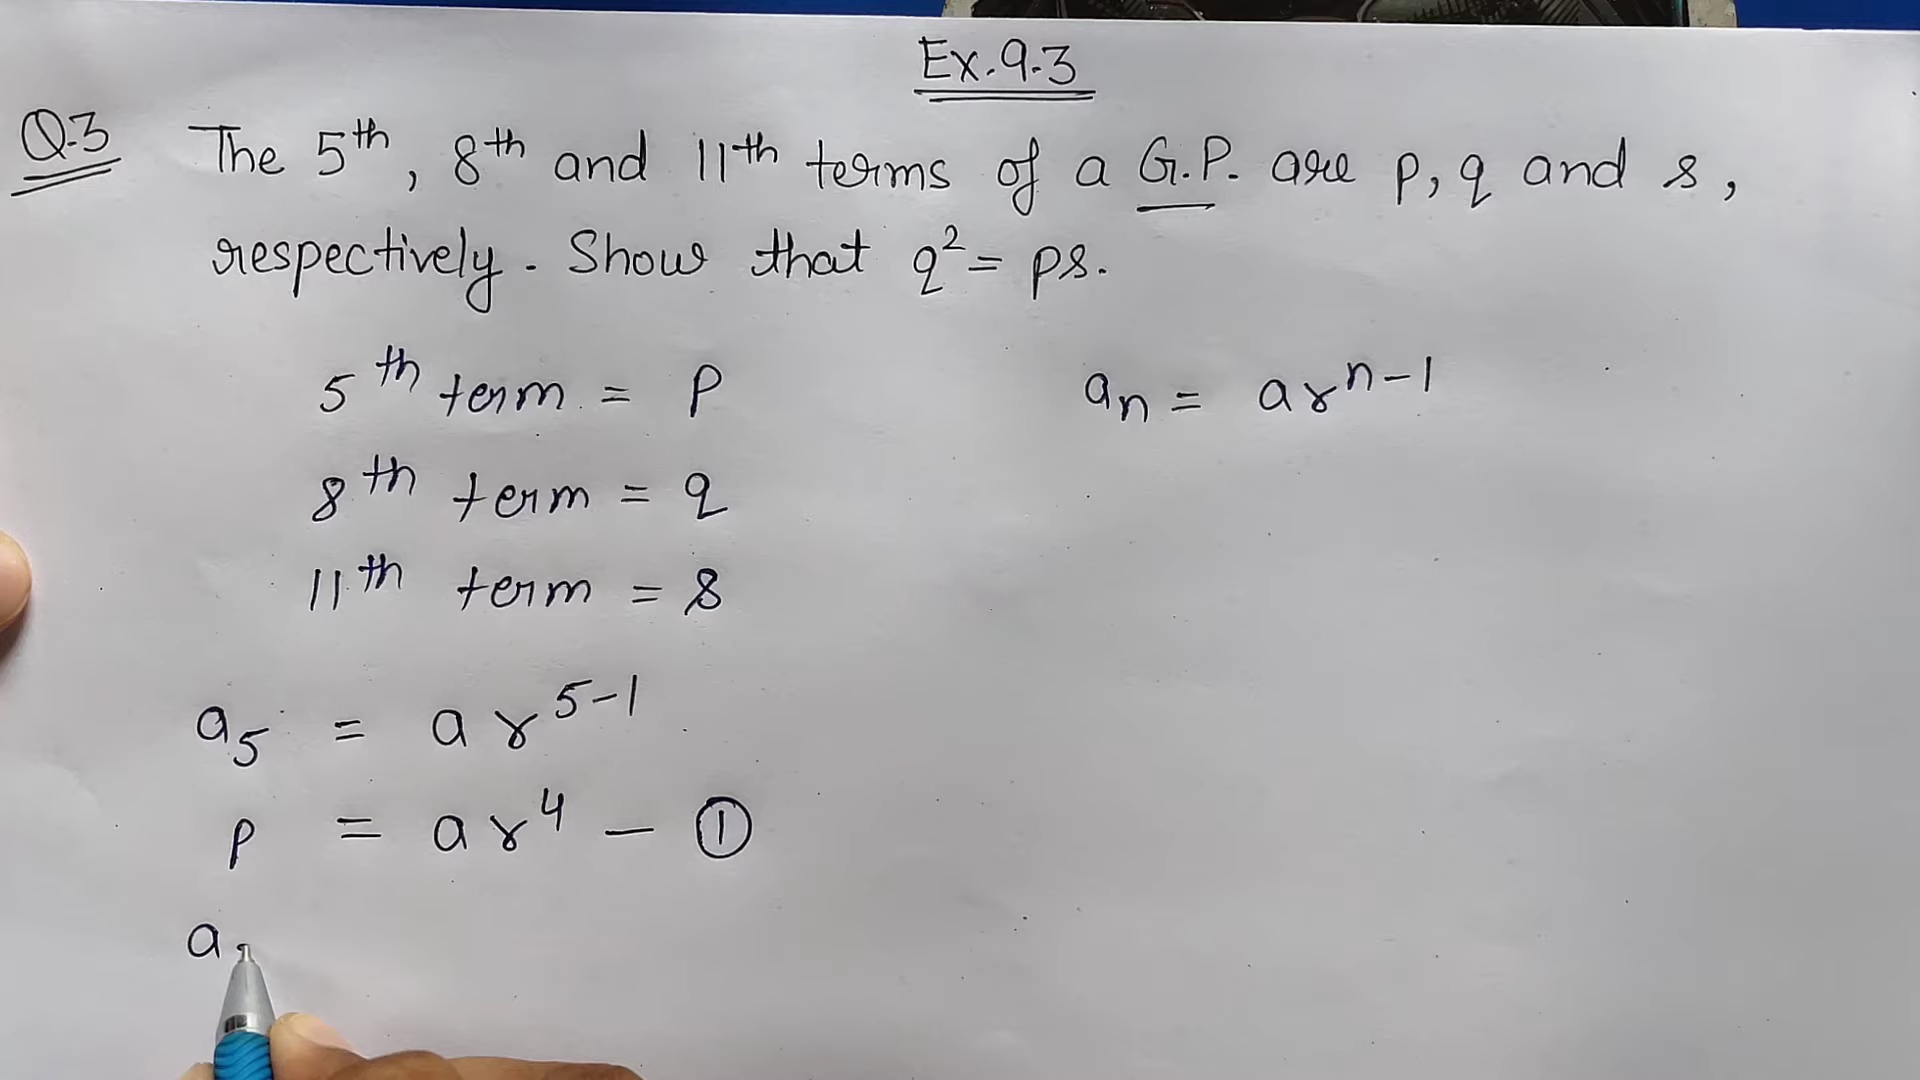 Ex. 9.3
Q.3 The 5th, 8th and 11th terms of a G.P. are p, q and s,
respectively. Show that q² = ps.
5th term = p
aₙ = arⁿ⁻¹
8th term = q
11th term = s
a₅ = ar⁵⁻¹
p = ar⁴ — ①
a